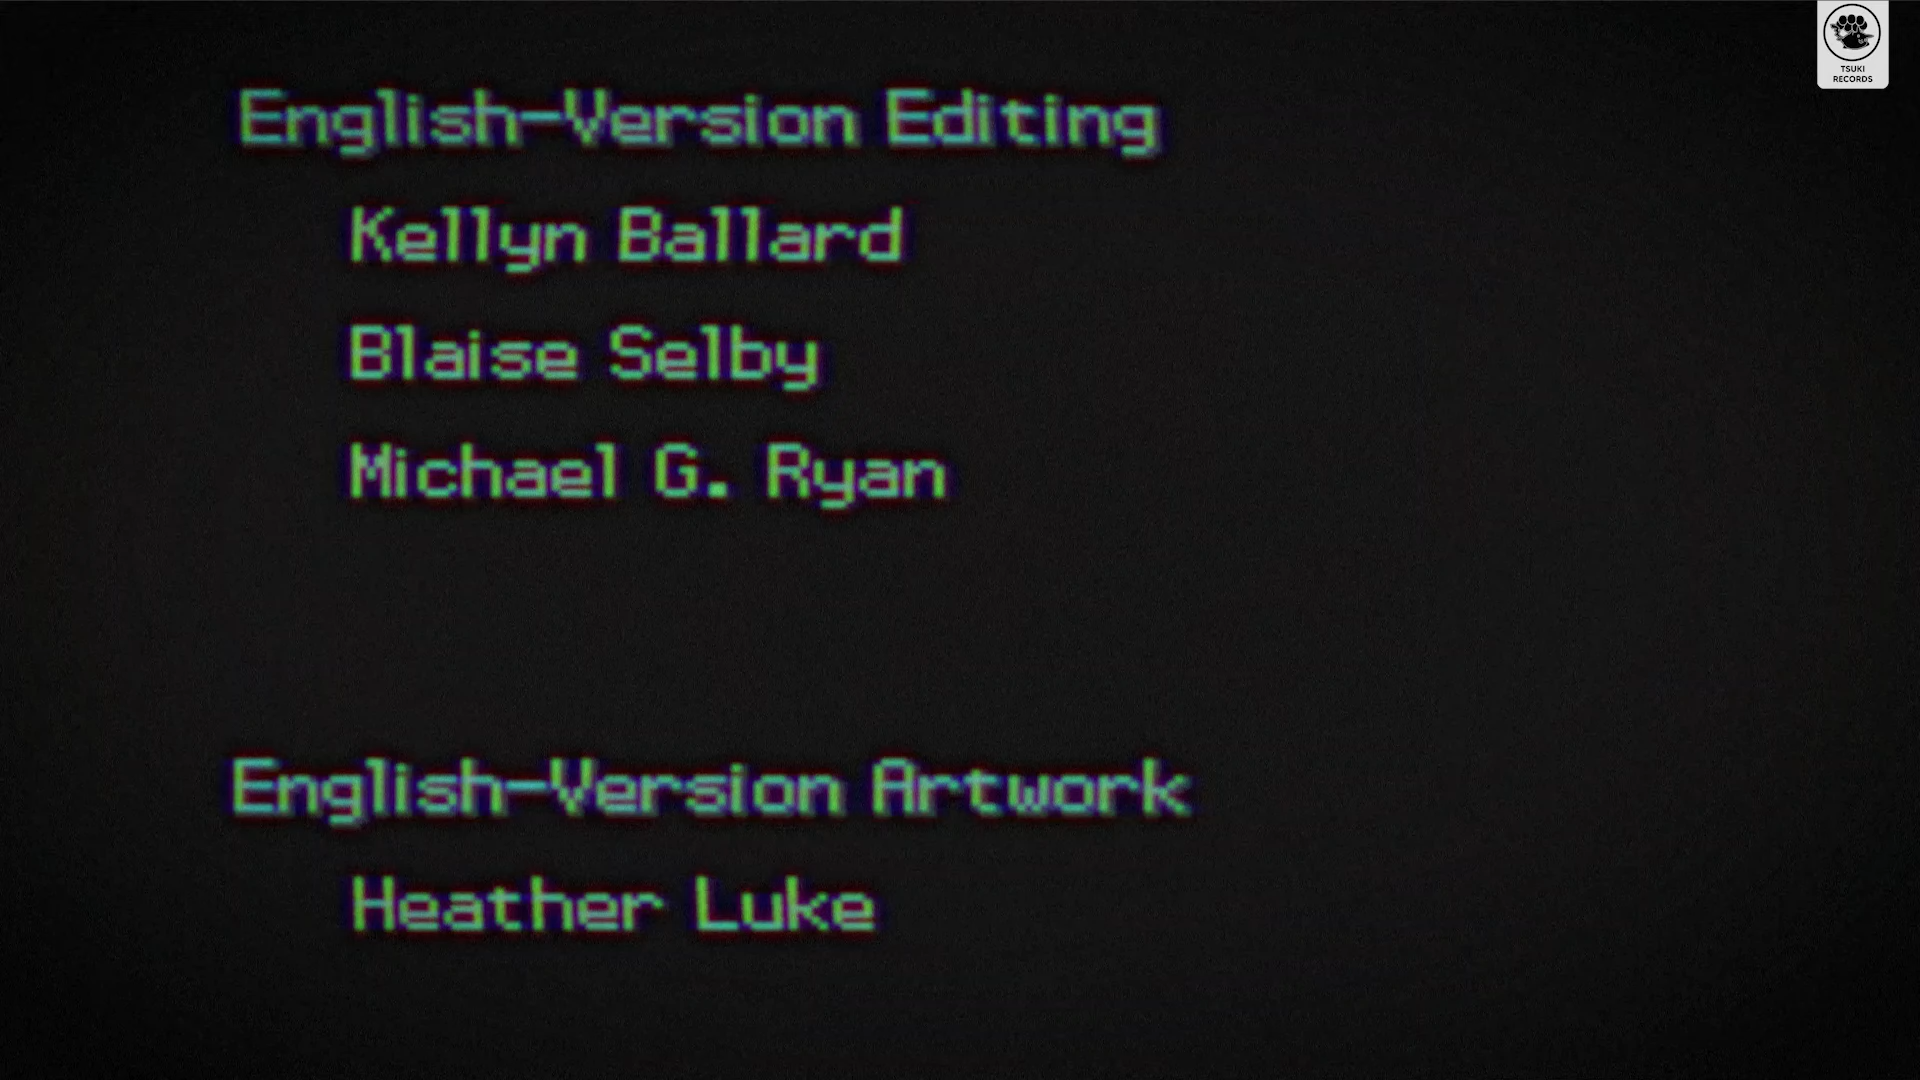 TSUKI
RECORDS
English-Version Editing
Kellyn Ballard
Blaise Selby
Michael G. Ryan
English-Version Artwork
Heather Luke